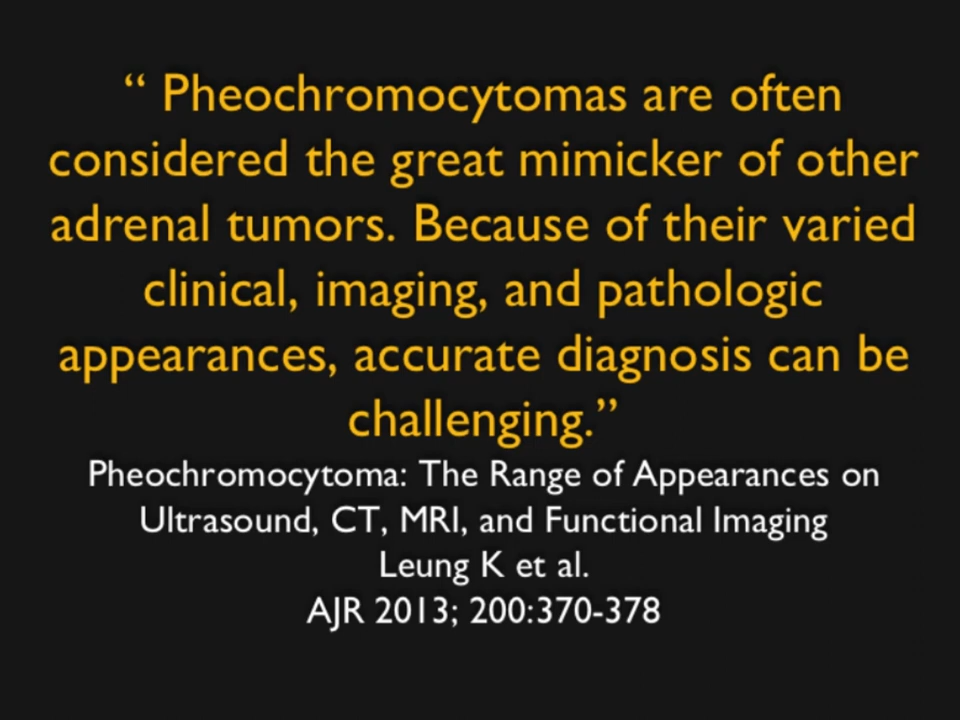 “ Pheochromocytomas are often
considered the great mimicker of other
adrenal tumors. Because of their varied
clinical, imaging, and pathologic
appearances, accurate diagnosis can be
challenging.”
Pheochromocytoma: The Range of Appearances on
Ultrasound, CT, MRI, and Functional Imaging
Leung K et al.
AJR 2013; 200:370-378